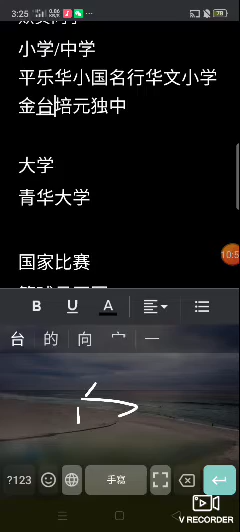 3:25
小学/中学
平乐华小国名行华文小学
金台培元独中
大学
青华大学
国家比赛
10:5
B U A
台 的 向 宀 一
?123 手寫
V RECORDER